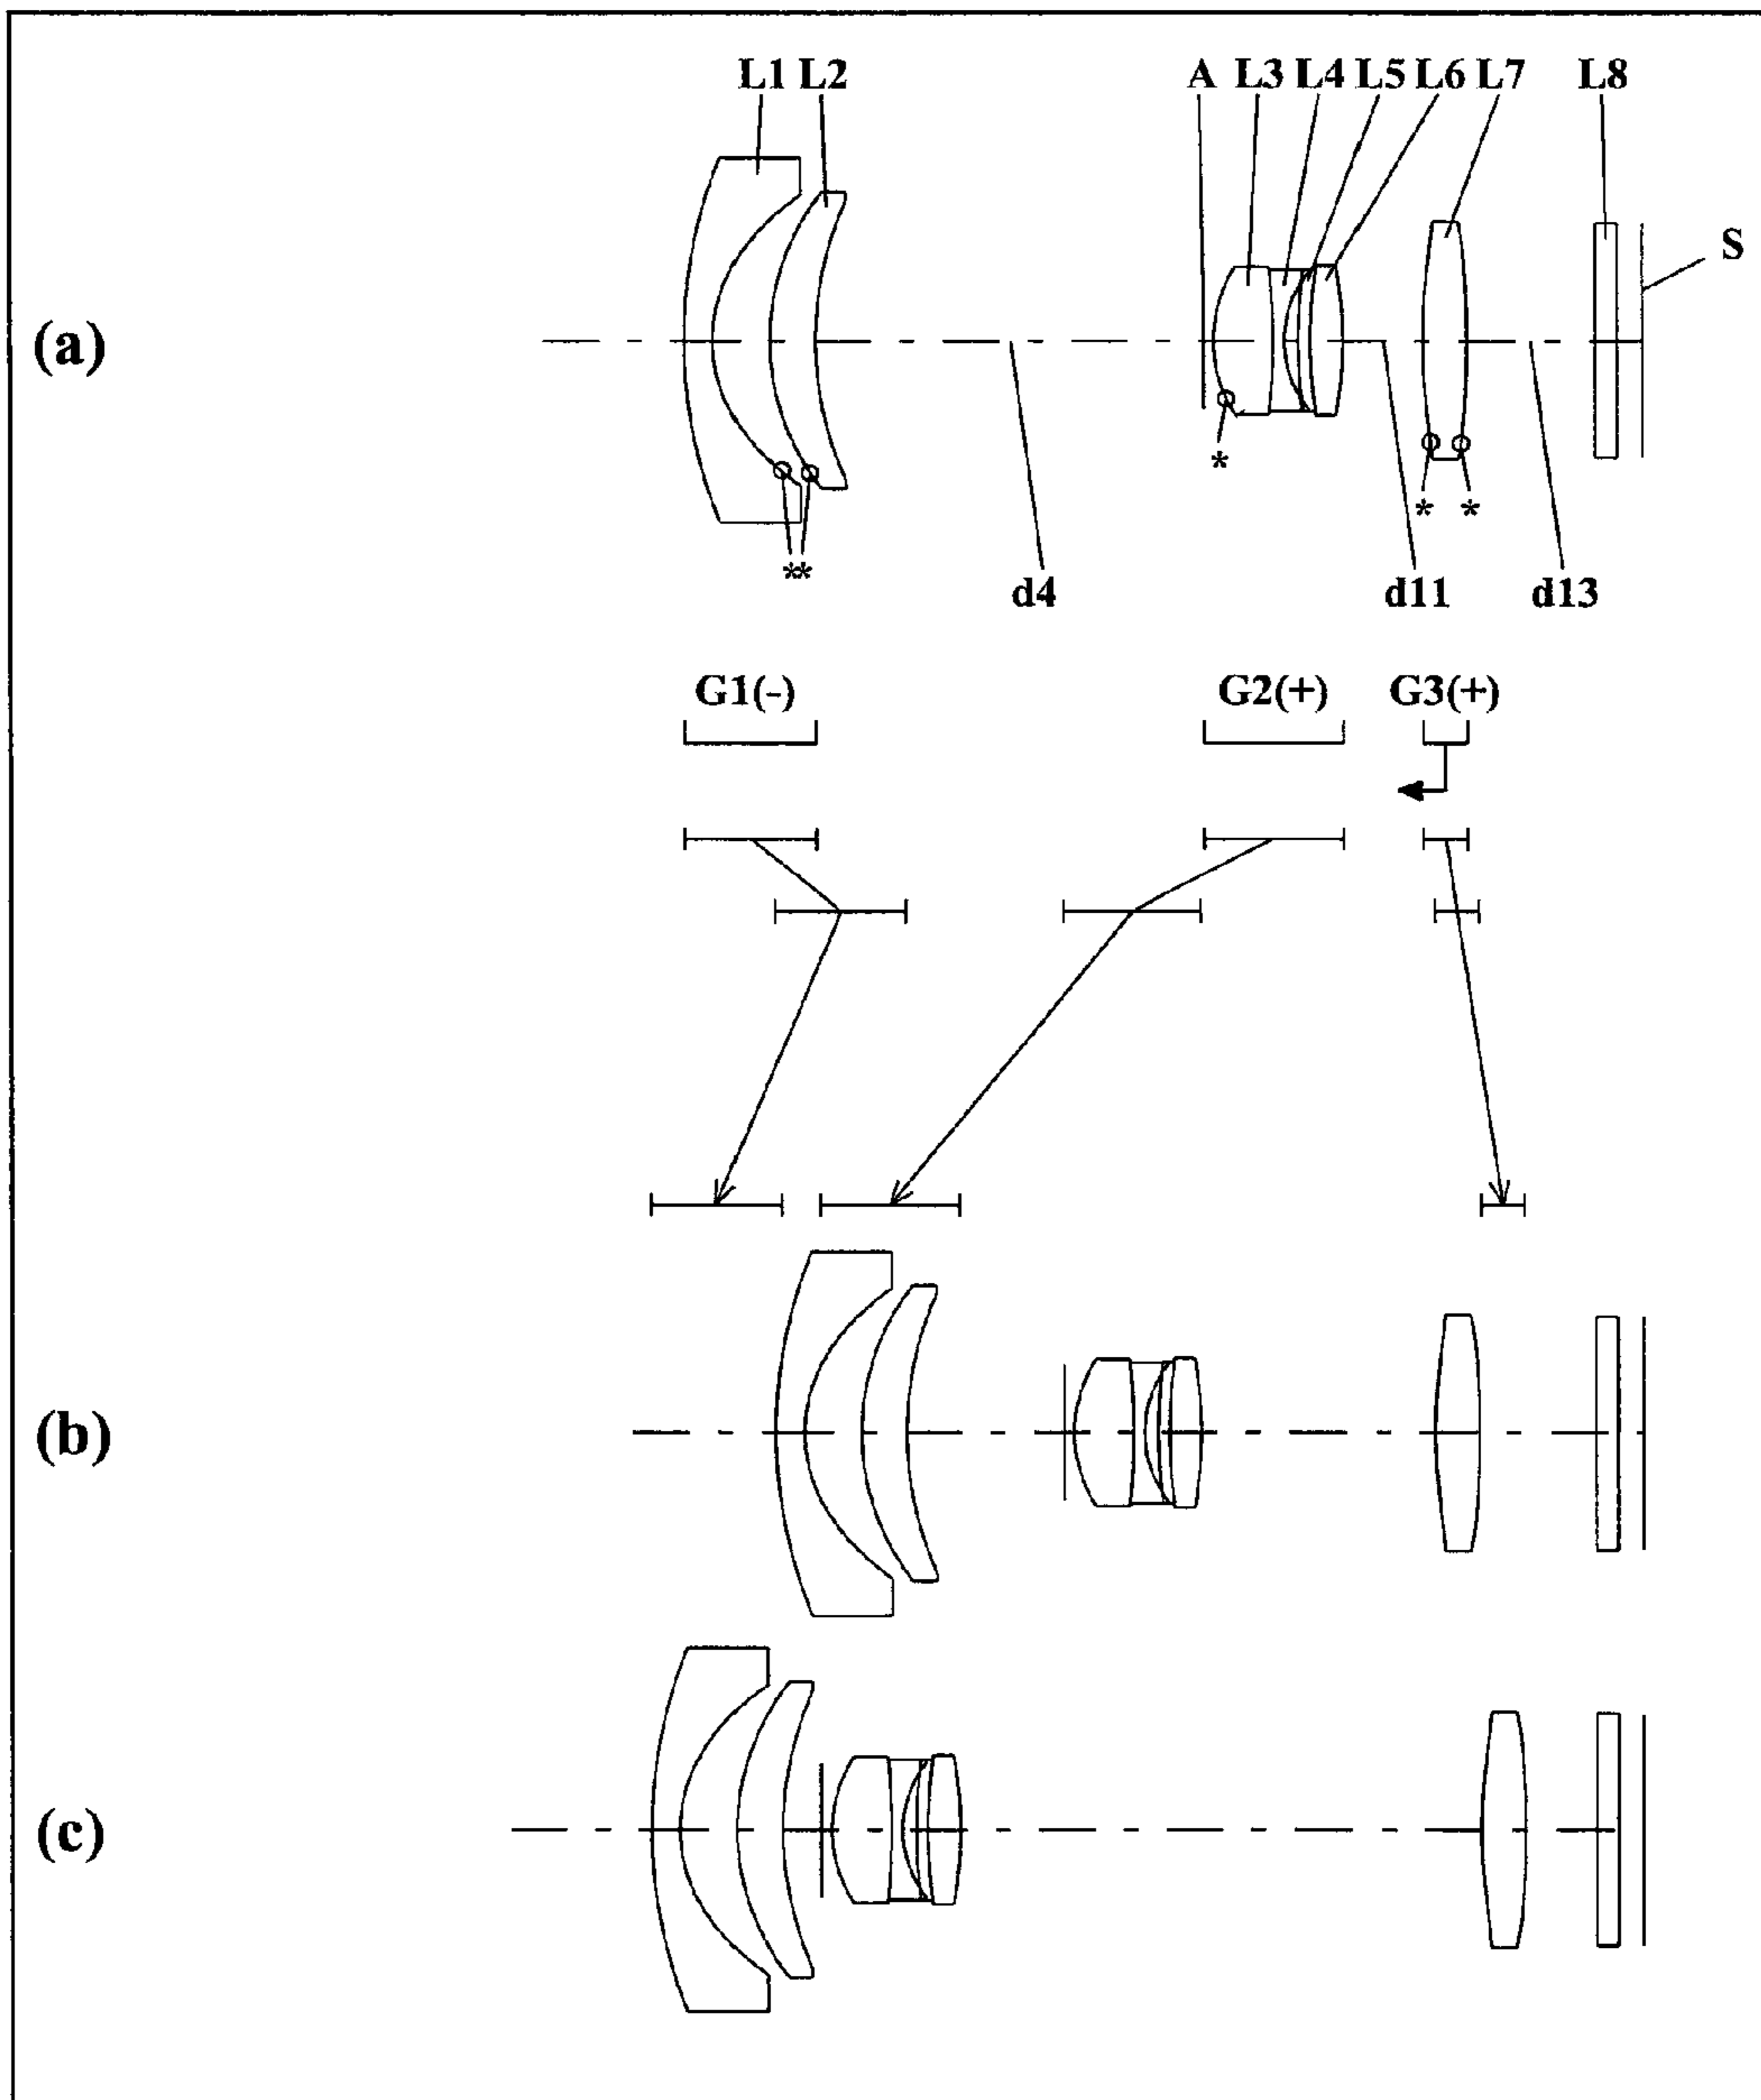 L1 L2 A L3 L4 L5 L6 L7 L8
S
(a)
*
* *
**
d4 d11 d13
G1(-) G2(+) G3(+)
(b)
(c)